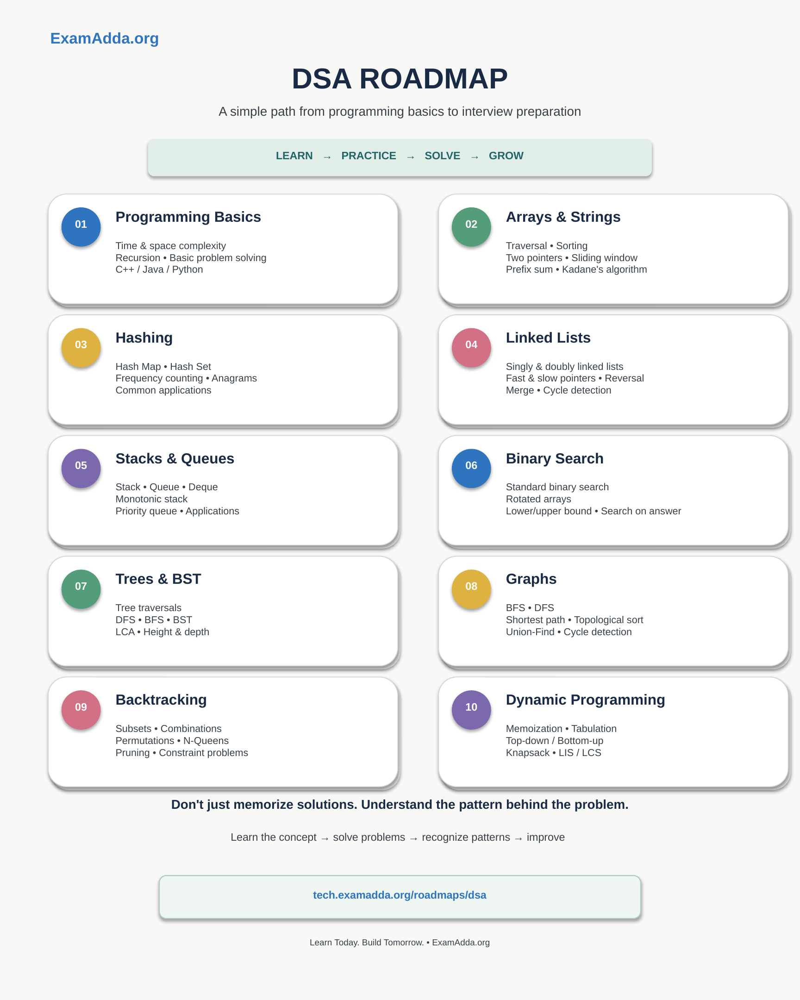 ExamAdda.org
DSA ROADMAP
A simple path from programming basics to interview preparation
LEARN → PRACTICE → SOLVE → GROW
01
Programming Basics
Time & space complexity
Recursion • Basic problem solving
C++ / Java / Python
02
Arrays & Strings
Traversal • Sorting
Two pointers • Sliding window
Prefix sum • Kadane's algorithm
03
Hashing
Hash Map • Hash Set
Frequency counting • Anagrams
Common applications
04
Linked Lists
Singly & doubly linked lists
Fast & slow pointers • Reversal
Merge • Cycle detection
05
Stacks & Queues
Stack • Queue • Deque
Monotonic stack
Priority queue • Applications
06
Binary Search
Standard binary search
Rotated arrays
Lower/upper bound • Search on answer
07
Trees & BST
Tree traversals
DFS • BFS • BST
LCA • Height & depth
08
Graphs
BFS • DFS
Shortest path • Topological sort
Union-Find • Cycle detection
09
Backtracking
Subsets • Combinations
Permutations • N-Queens
Pruning • Constraint problems
10
Dynamic Programming
Memoization • Tabulation
Top-down / Bottom-up
Knapsack • LIS / LCS
Don't just memorize solutions. Understand the pattern behind the problem.
Learn the concept → solve problems → recognize patterns → improve
tech.examadda.org/roadmaps/dsa
Learn Today. Build Tomorrow. • ExamAdda.org